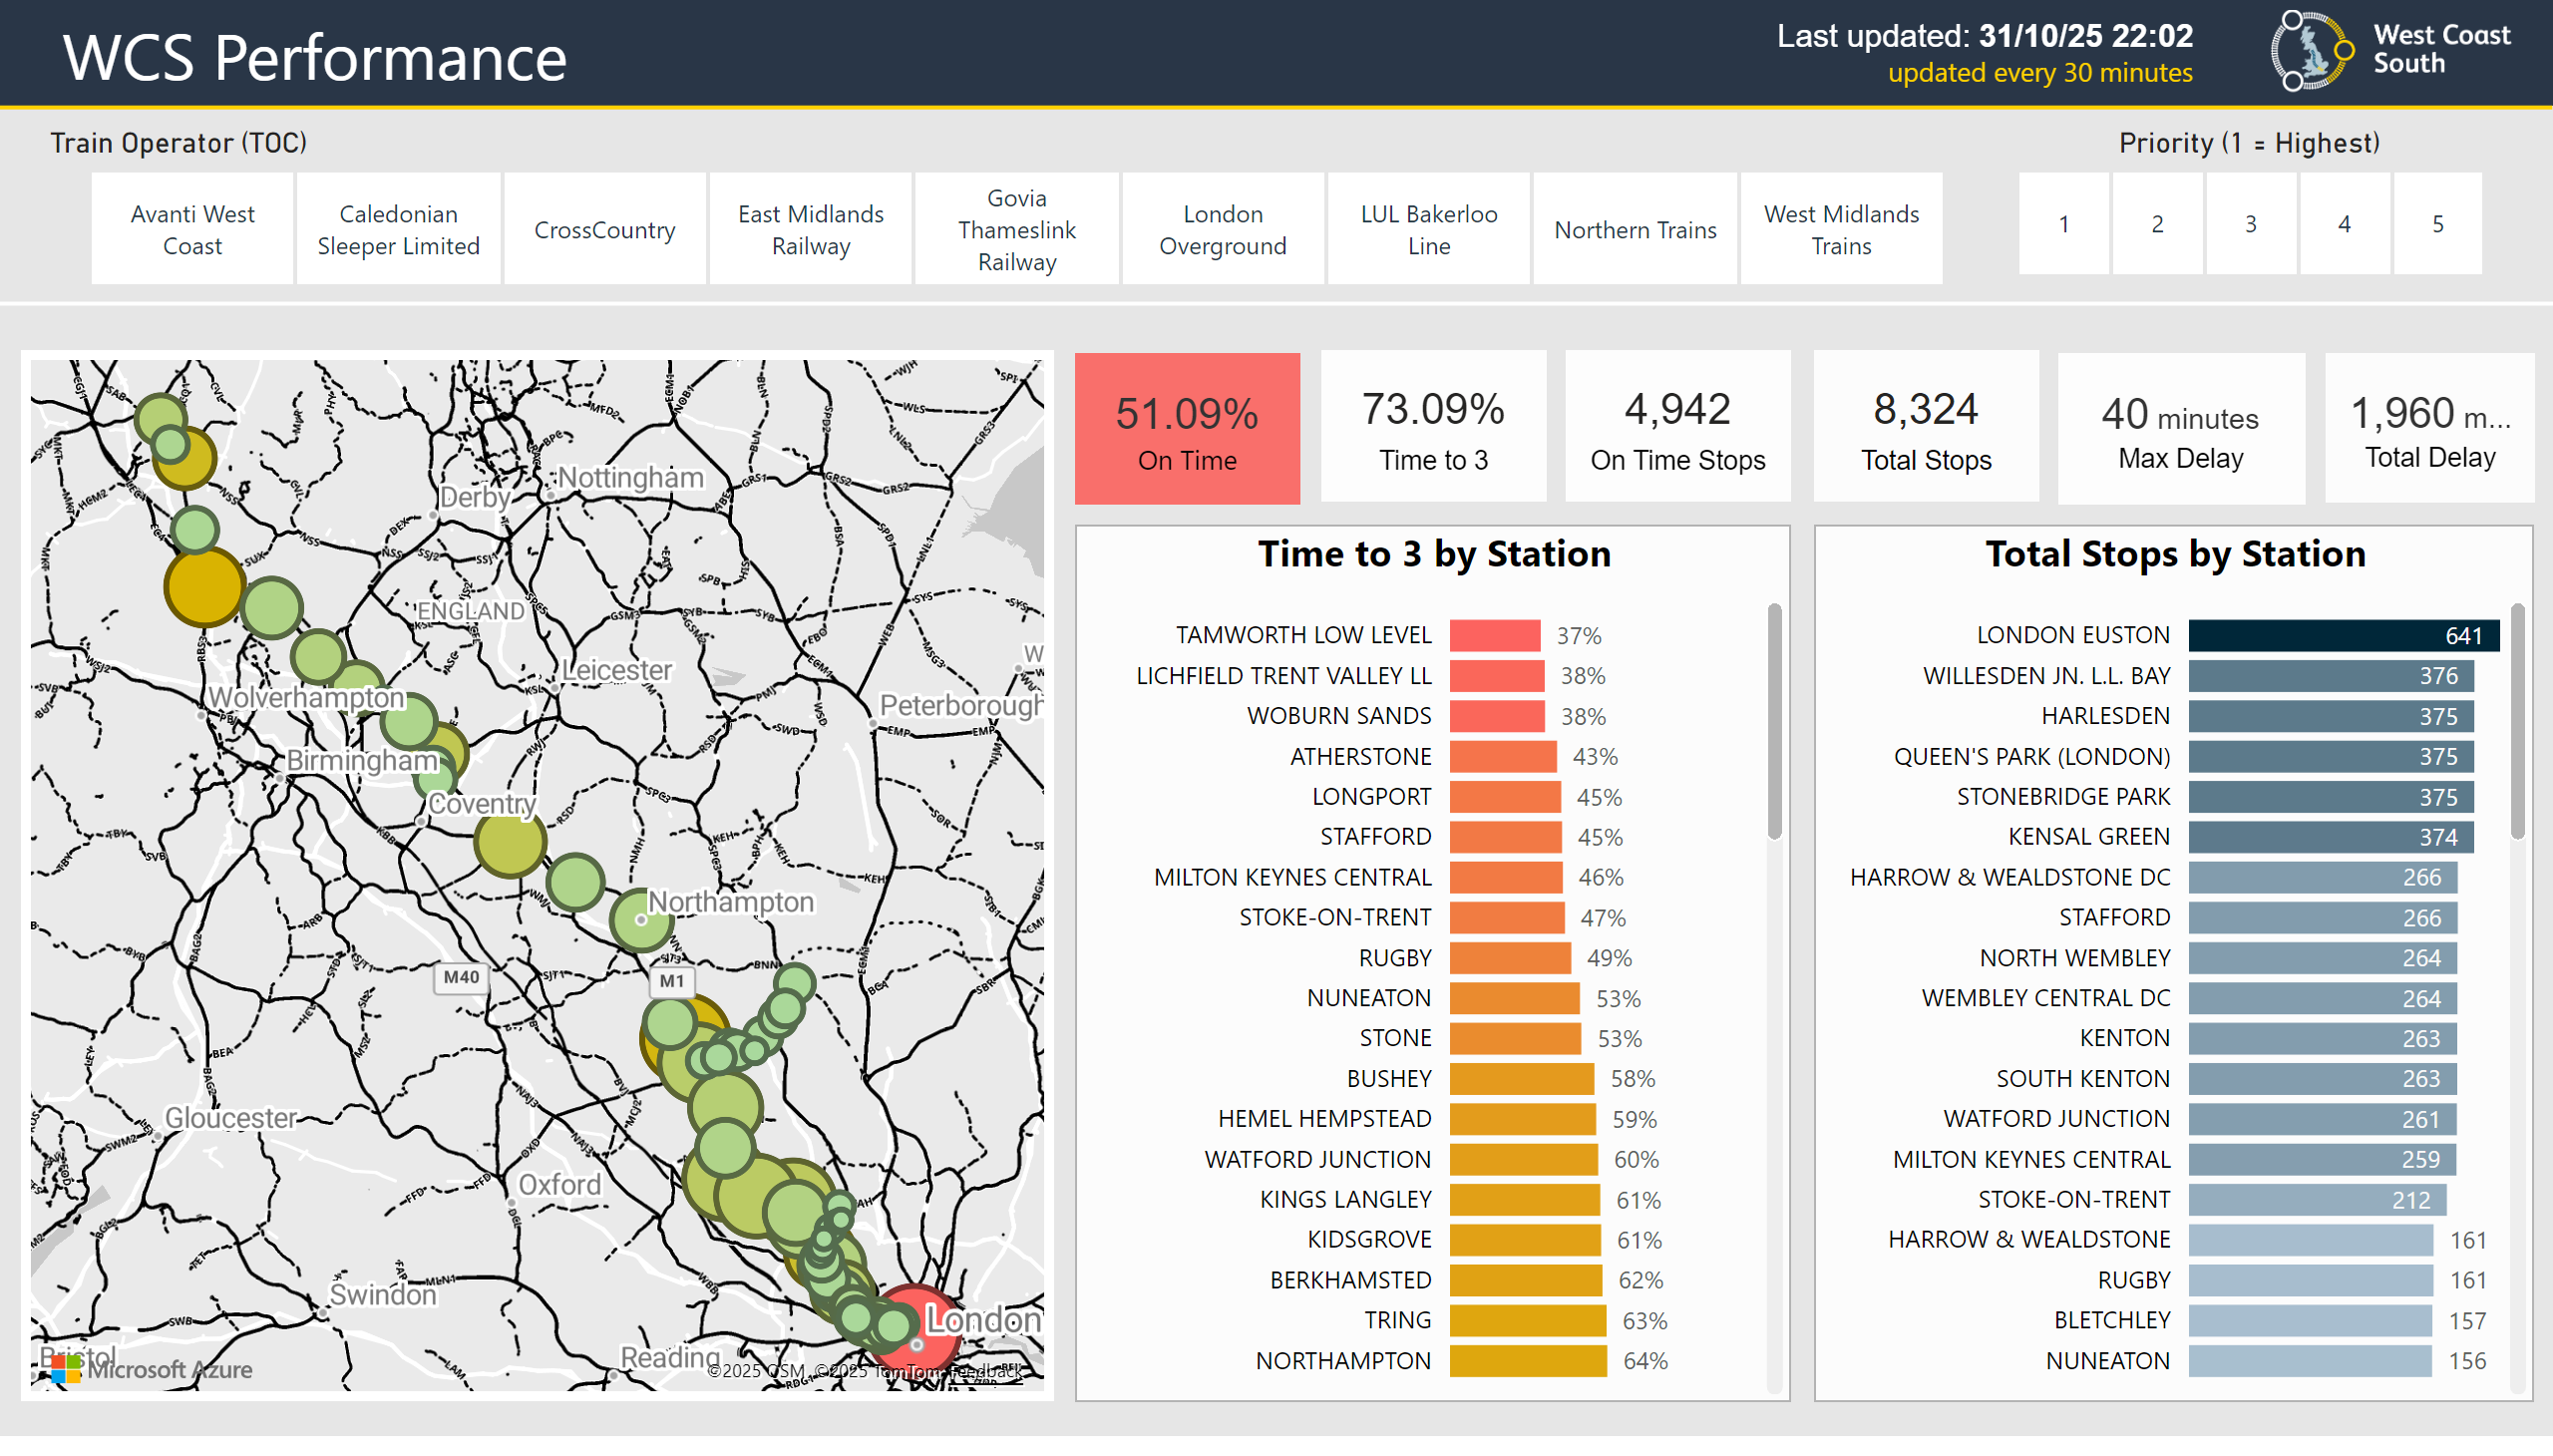 WCS Performance
Last updated: 31/10/25 22:02
updated every 30 minutes
West Coast
South
Train Operator (TOC)
Priority (1 = Highest)
Avanti West
Coast
Caledonian
Sleeper Limited
CrossCountry
East Midlands
Railway
Govia
Thameslink
Railway
London
Overground
LUL Bakerloo
Line
Northern Trains
West Midlands
Trains
1
2
3
4
5
51.09%
On Time
73.09%
Time to 3
4,942
On Time Stops
8,324
Total Stops
40 minutes
Max Delay
1,960 m...
Total Delay
Nottingham
Derby
ENGLAND
Leicester
Wolverhampton
Peterborough
Birmingham
Coventry
Northampton
M40
M1
Gloucester
Oxford
Swindon
London
Reading
Bristol
Microsoft Azure
©2025 OSM, ©2025 TomTom Feedback
Time to 3 by Station
TAMWORTH LOW LEVEL 37%
LICHFIELD TRENT VALLEY LL 38%
WOBURN SANDS 38%
ATHERSTONE 43%
LONGPORT 45%
STAFFORD 45%
MILTON KEYNES CENTRAL 46%
STOKE-ON-TRENT 47%
RUGBY 49%
NUNEATON 53%
STONE 53%
BUSHEY 58%
HEMEL HEMPSTEAD 59%
WATFORD JUNCTION 60%
KINGS LANGLEY 61%
KIDSGROVE 61%
BERKHAMSTED 62%
TRING 63%
NORTHAMPTON 64%
Total Stops by Station
LONDON EUSTON 641
WILLESDEN JN. L.L. BAY 376
HARLESDEN 375
QUEEN'S PARK (LONDON) 375
STONEBRIDGE PARK 375
KENSAL GREEN 374
HARROW & WEALDSTONE DC 266
STAFFORD 266
NORTH WEMBLEY 264
WEMBLEY CENTRAL DC 264
KENTON 263
SOUTH KENTON 263
WATFORD JUNCTION 261
MILTON KEYNES CENTRAL 259
STOKE-ON-TRENT 212
HARROW & WEALDSTONE 161
RUGBY 161
BLETCHLEY 157
NUNEATON 156